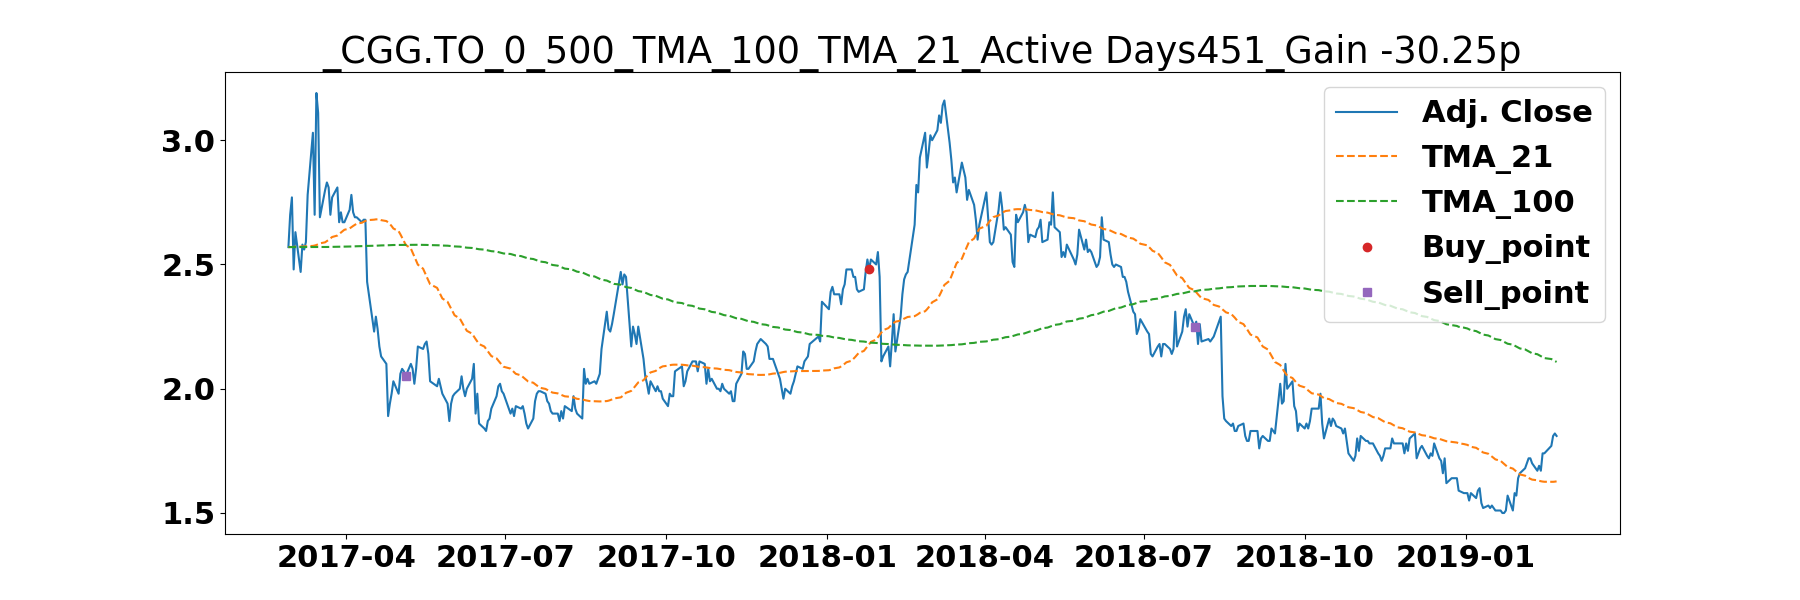 _CGG.TO_0_500_TMA_100_TMA_21_Active Days451_Gain -30.25p
3.0
2.5
2.0
1.5
Adj. Close
TMA_21
TMA_100
Buy_point
Sell_point
2017-04 2017-07 2017-10 2018-01 2018-04 2018-07 2018-10 2019-01